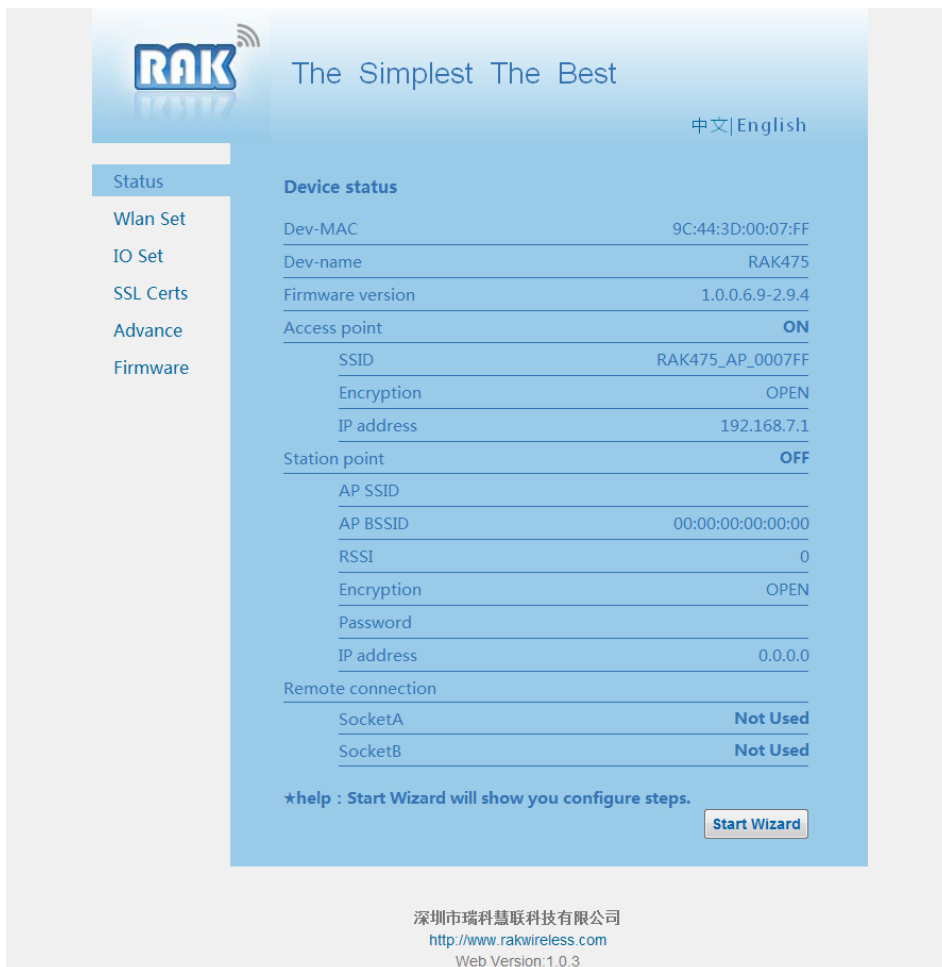 RAK
The Simplest The Best
中文|English
Status
Wlan Set
IO Set
SSL Certs
Advance
Firmware
Device status
Dev-MAC 9C:44:3D:00:07:FF
Dev-name RAK475
Firmware version 1.0.0.6.9-2.9.4
Access point ON
SSID RAK475_AP_0007FF
Encryption OPEN
IP address 192.168.7.1
Station point OFF
AP SSID
AP BSSID 00:00:00:00:00:00
RSSI 0
Encryption OPEN
Password
IP address 0.0.0.0
Remote connection
SocketA Not Used
SocketB Not Used
★help : Start Wizard will show you configure steps.
Start Wizard
深圳市瑞科慧联科技有限公司
http://www.rakwireless.com
Web Version:1.0.3